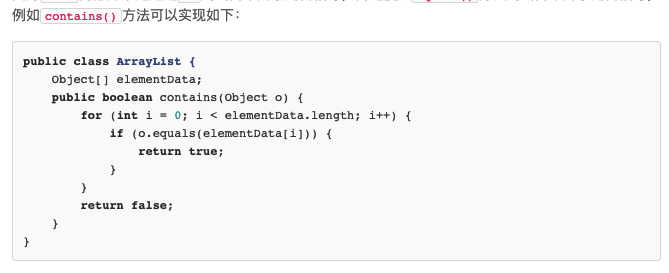 例如contains()方法可以实现如下：
public class ArrayList {
    Object[] elementData;
    public boolean contains(Object o) {
        for (int i = 0; i < elementData.length; i++) {
            if (o.equals(elementData[i])) {
                return true;
            }
        }
        return false;
    }
}